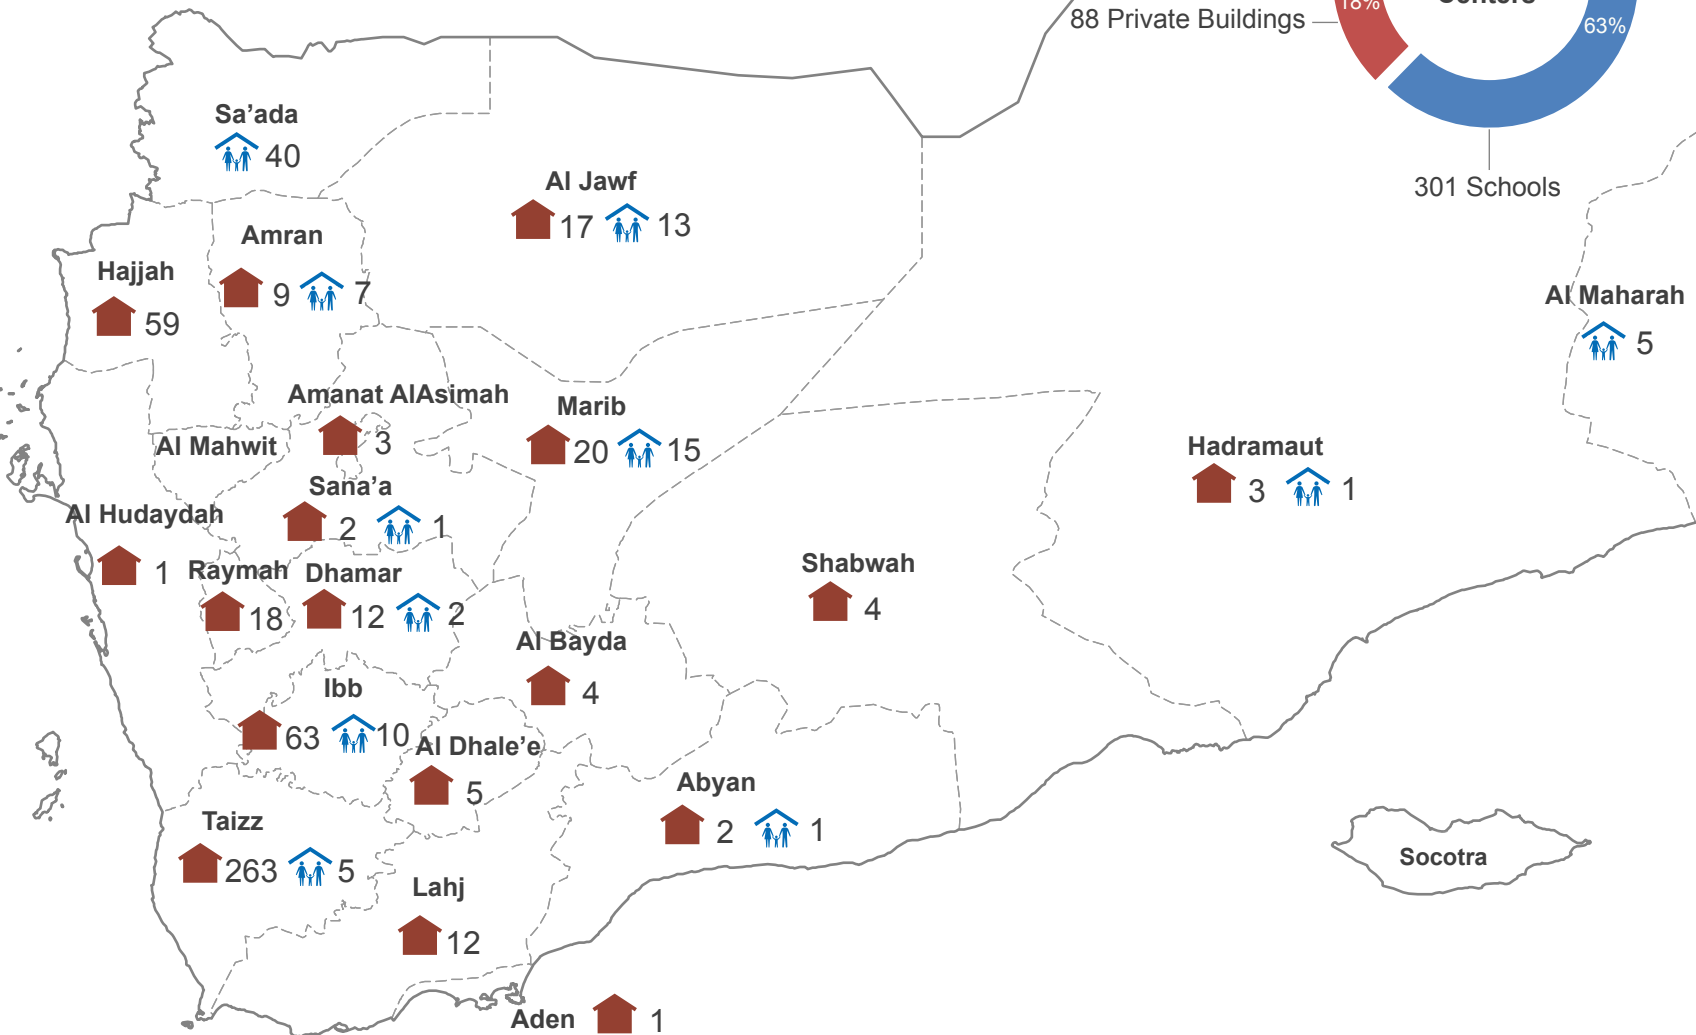 18%
Centers
88 Private Buildings
63%
301 Schools
Sa’ada
40
Al Jawf
17 13
Amran
9 7
Hajjah
59
Al Maharah
5
Amanat AlAsimah
3
Marib
20 15
Al Mahwit
Hadramaut
3 1
Sana’a
2 1
Al Hudaydah
1
Raymah
18
Dhamar
12 2
Shabwah
4
Al Bayda
4
Ibb
63 10
Al Dhale’e
5
Abyan
2 1
Taizz
263 5
Socotra
Lahj
12
Aden 1